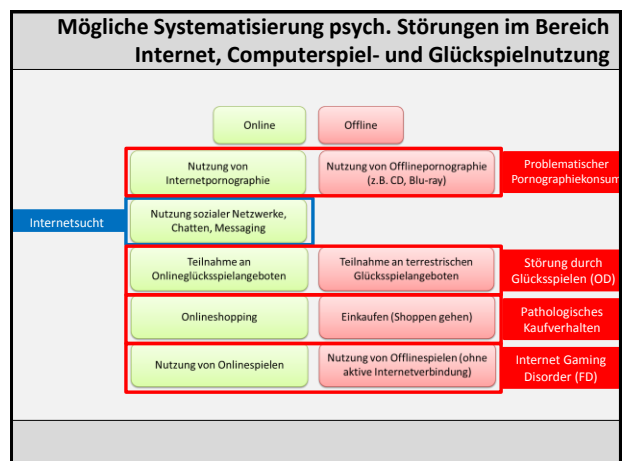 Mögliche Systematisierung psych. Störungen im Bereich
Internet, Computerspiel- und Glückspielnutzung
Online
Offline
Nutzung von
Internetpornographie
Nutzung von Offlinepornographie
(z.B. CD, Blu-ray)
Problematischer
Pornographiekonsum
Internetsucht
Nutzung sozialer Netzwerke,
Chatten, Messaging
Teilnahme an
Onlineglücksspielangeboten
Teilnahme an terrestrischen
Glücksspielangeboten
Störung durch
Glücksspielen (OD)
Onlineshopping
Einkaufen (Shoppen gehen)
Pathologisches
Kaufverhalten
Nutzung von Onlinespielen
Nutzung von Offlinespielen (ohne
aktive Internetverbindung)
Internet Gaming
Disorder (FD)